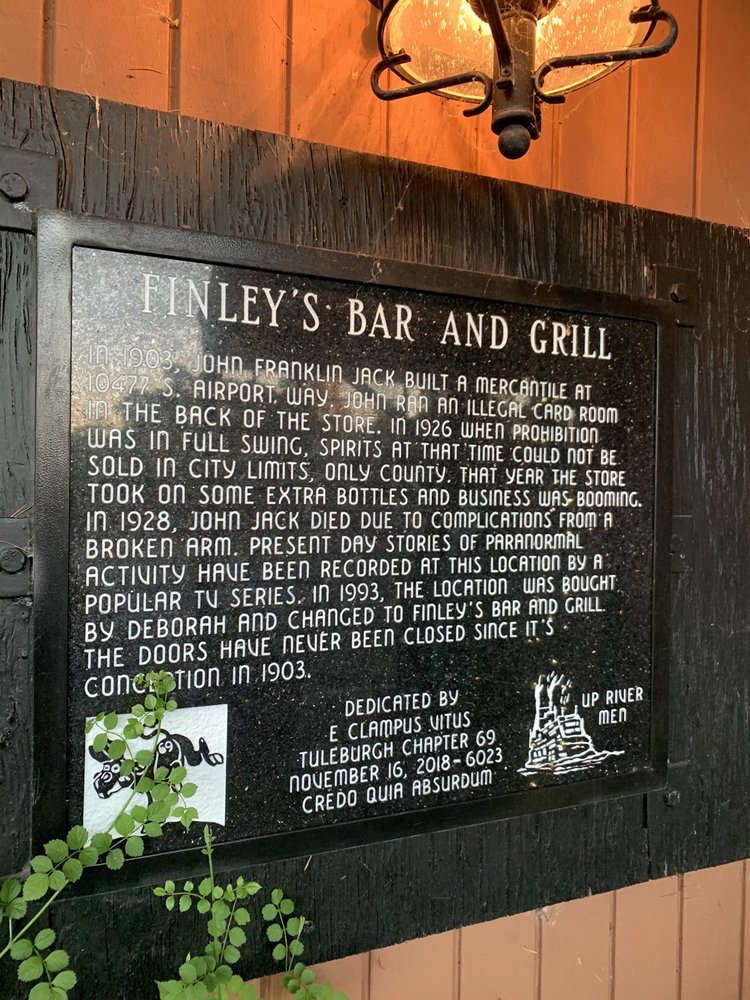 FINLEY'S BAR AND GRILL
IN 1903, JOHN FRANKLIN JACK BUILT A MERCANTILE AT
10477 S. AIRPORT WAY. JOHN RAN AN ILLEGAL CARD ROOM
IN THE BACK OF THE STORE. IN 1926 WHEN PROHIBITION
WAS IN FULL SWING, SPIRITS AT THAT TIME COULD NOT BE
SOLD IN CITY LIMITS, ONLY COUNTY. THAT YEAR THE STORE
TOOK ON SOME EXTRA BOTTLES AND BUSINESS WAS BOOMING.
IN 1928, JOHN JACK DIED DUE TO COMPLICATIONS FROM A
BROKEN ARM. PRESENT DAY STORIES OF PARANORMAL
ACTIVITY HAVE BEEN RECORDED AT THIS LOCATION BY A
POPULAR TV SERIES. IN 1993, THE LOCATION WAS BOUGHT
BY DEBORAH AND CHANGED TO FINLEY'S BAR AND GRILL.
THE DOORS HAVE NEVER BEEN CLOSED SINCE IT'S
CONCEPTION IN 1903.
DEDICATED BY
E CLAMPUS VITUS
TULEBURGH CHAPTER 69
NOVEMBER 16, 2018-6023
CREDO QUIA ABSURDUM
UP RIVER
MEN